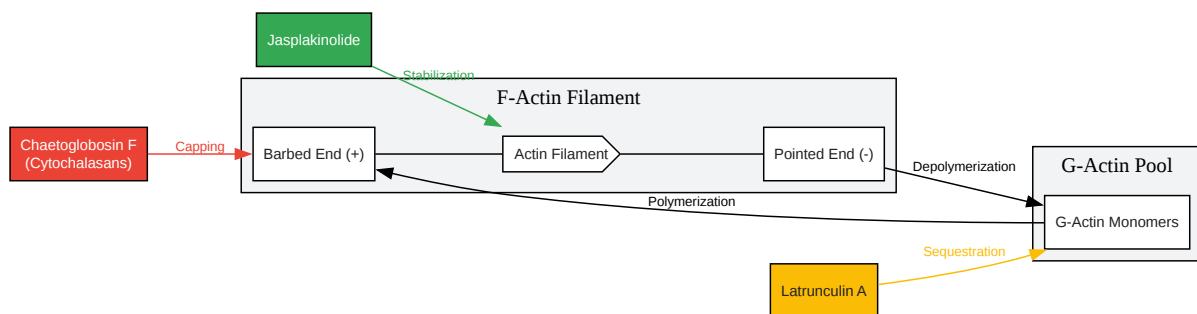 Jasplakinolide
Stabilization
F-Actin Filament
Chaetoglobosin F
(Cytochalasans)
Capping
Barbed End (+)
Actin Filament
Pointed End (-)
Depolymerization
G-Actin Pool
Polymerization
G-Actin Monomers
Sequestration
Latrunculin A